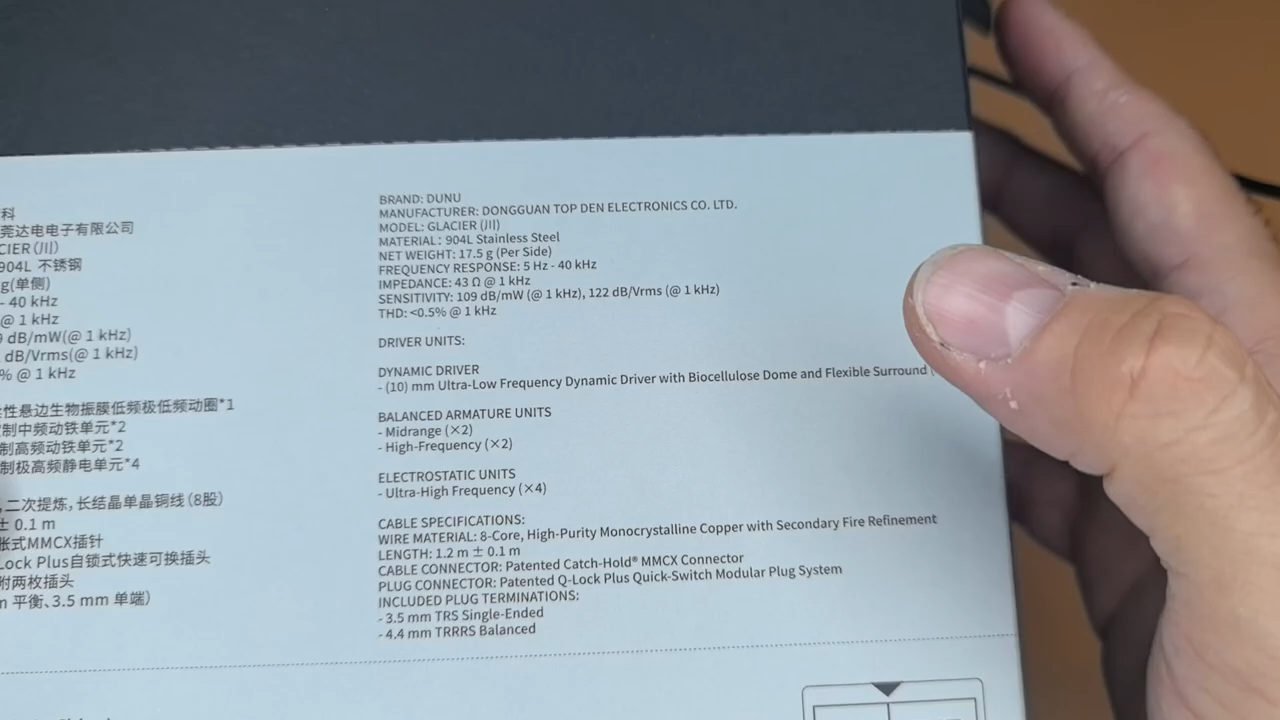 科
莞达电电子有限公司
CIER (川)
904L 不锈钢
g(单侧)
- 40 kHz
@ 1 kHz
dB/mW(@ 1 kHz)
dB/Vrms(@ 1 kHz)
% @ 1 kHz
性悬边生物振膜低频极低频动圈*1
制中频动铁单元*2
制高频动铁单元*2
制极高频静电单元*4
,二次提炼,长结晶单晶铜线(8股)
± 0.1 m
张式MMCX插针
Lock Plus自锁式快速可换插头
附两枚插头
平衡、3.5 mm 单端)
BRAND: DUNU
MANUFACTURER: DONGGUAN TOP DEN ELECTRONICS CO. LTD.
MODEL: GLACIER (川)
MATERIAL: 904L Stainless Steel
NET WEIGHT: 17.5 g (Per Side)
FREQUENCY RESPONSE: 5 Hz - 40 kHz
IMPEDANCE: 43 Ω @ 1 kHz
SENSITIVITY: 109 dB/mW (@ 1 kHz), 122 dB/Vrms (@ 1 kHz)
THD: <0.5% @ 1 kHz
DRIVER UNITS:
DYNAMIC DRIVER
- (10) mm Ultra-Low Frequency Dynamic Driver with Biocellulose Dome and Flexible Surround (
BALANCED ARMATURE UNITS
- Midrange (×2)
- High-Frequency (×2)
ELECTROSTATIC UNITS
- Ultra-High Frequency (×4)
CABLE SPECIFICATIONS:
WIRE MATERIAL: 8-Core, High-Purity Monocrystalline Copper with Secondary Fire Refinement
LENGTH: 1.2 m ± 0.1 m
CABLE CONNECTOR: Patented Catch-Hold® MMCX Connector
PLUG CONNECTOR: Patented Q-Lock Plus Quick-Switch Modular Plug System
INCLUDED PLUG TERMINATIONS:
- 3.5 mm TRS Single-Ended
- 4.4 mm TRRRS Balanced